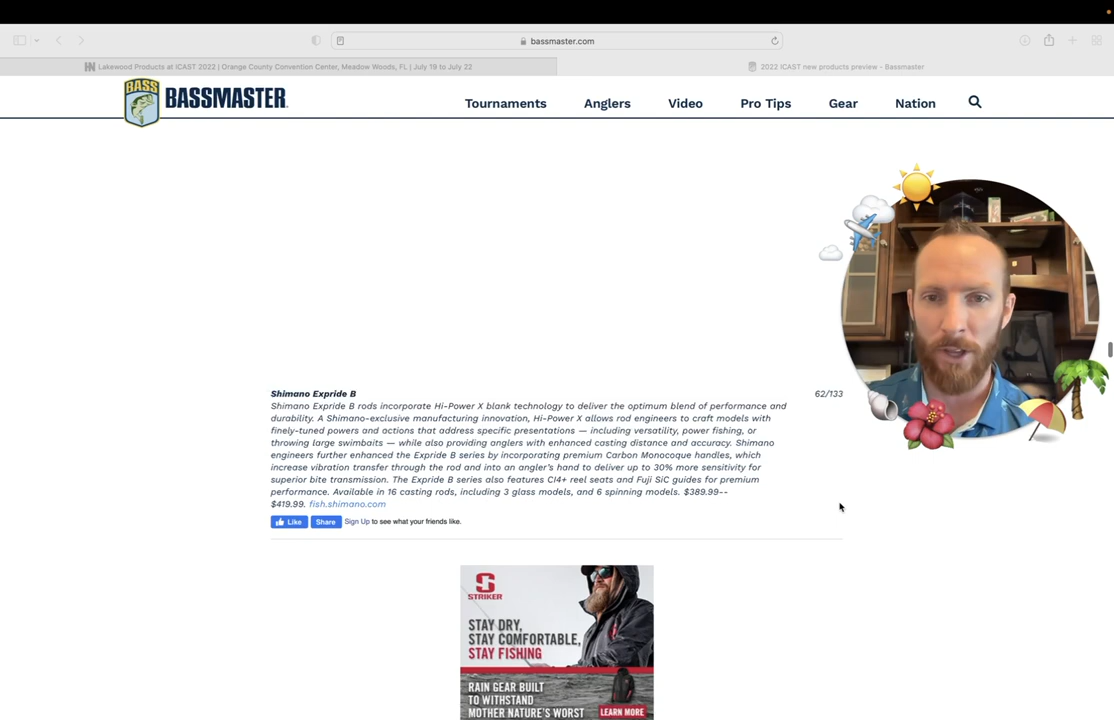 bassmaster.com
Lakewood Products at ICAST 2022 | Orange County Convention Center, Meadow Woods, FL | July 19 to July 22
2022 ICAST new products preview - Bassmaster
BASS
BASSMASTER
Tournaments Anglers Video Pro Tips Gear Nation
Shimano Expride B
62/133
Shimano Expride B rods incorporate Hi-Power X blank technology to deliver the optimum blend of performance and
durability. A Shimano-exclusive manufacturing innovation, Hi-Power X allows rod engineers to craft models with
finely-tuned powers and actions that address specific presentations — including versatility, power fishing, or
throwing large swimbaits — while also providing anglers with enhanced casting distance and accuracy. Shimano
engineers further enhanced the Expride B series by incorporating premium Carbon Monocoque handles, which
increase vibration transfer through the rod and into an angler's hand to deliver up to 30% more sensitivity for
superior bite transmission. The Expride B series also features CI4+ reel seats and Fuji SiC guides for premium
performance. Available in 16 casting rods, including 3 glass models, and 6 spinning models. $389.99--
$419.99. fish.shimano.com
Like Share Sign Up to see what your friends like.
STRIKER
STAY DRY,
STAY COMFORTABLE,
STAY FISHING
RAIN GEAR BUILT
TO WITHSTAND
MOTHER NATURE'S WORST
LEARN MORE